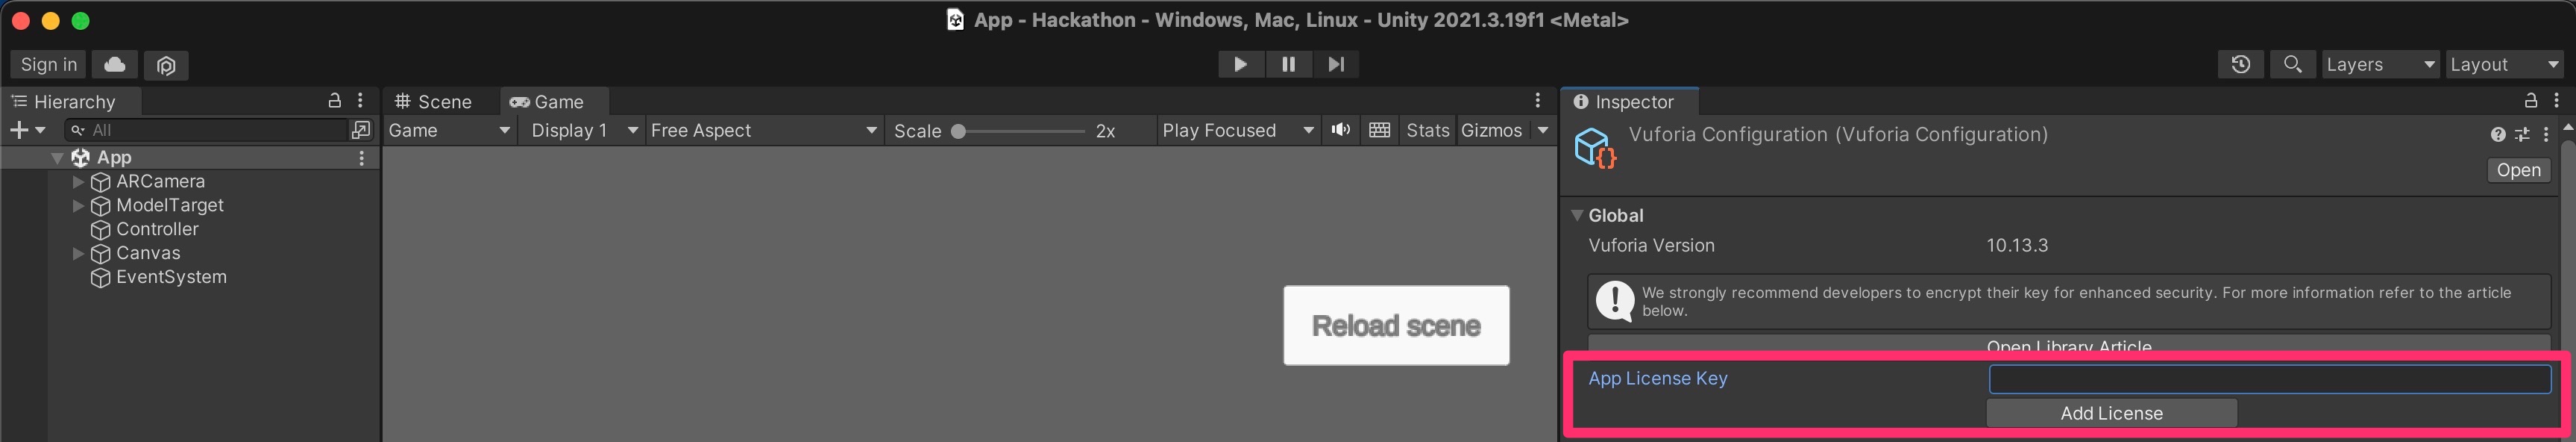 App - Hackathon - Windows, Mac, Linux - Unity 2021.3.19f1 <Metal>
Sign in
Layers
Layout
Hierarchy
All
App
ARCamera
ModelTarget
Controller
Canvas
EventSystem
Scene
Game
Game
Display 1
Free Aspect
Scale
2x
Play Focused
Stats
Gizmos
Reload scene
Inspector
Vuforia Configuration (Vuforia Configuration)
Open
Global
Vuforia Version
10.13.3
We strongly recommend developers to encrypt their key for enhanced security. For more information refer to the article
below.
Open Library Article
App License Key
Add License